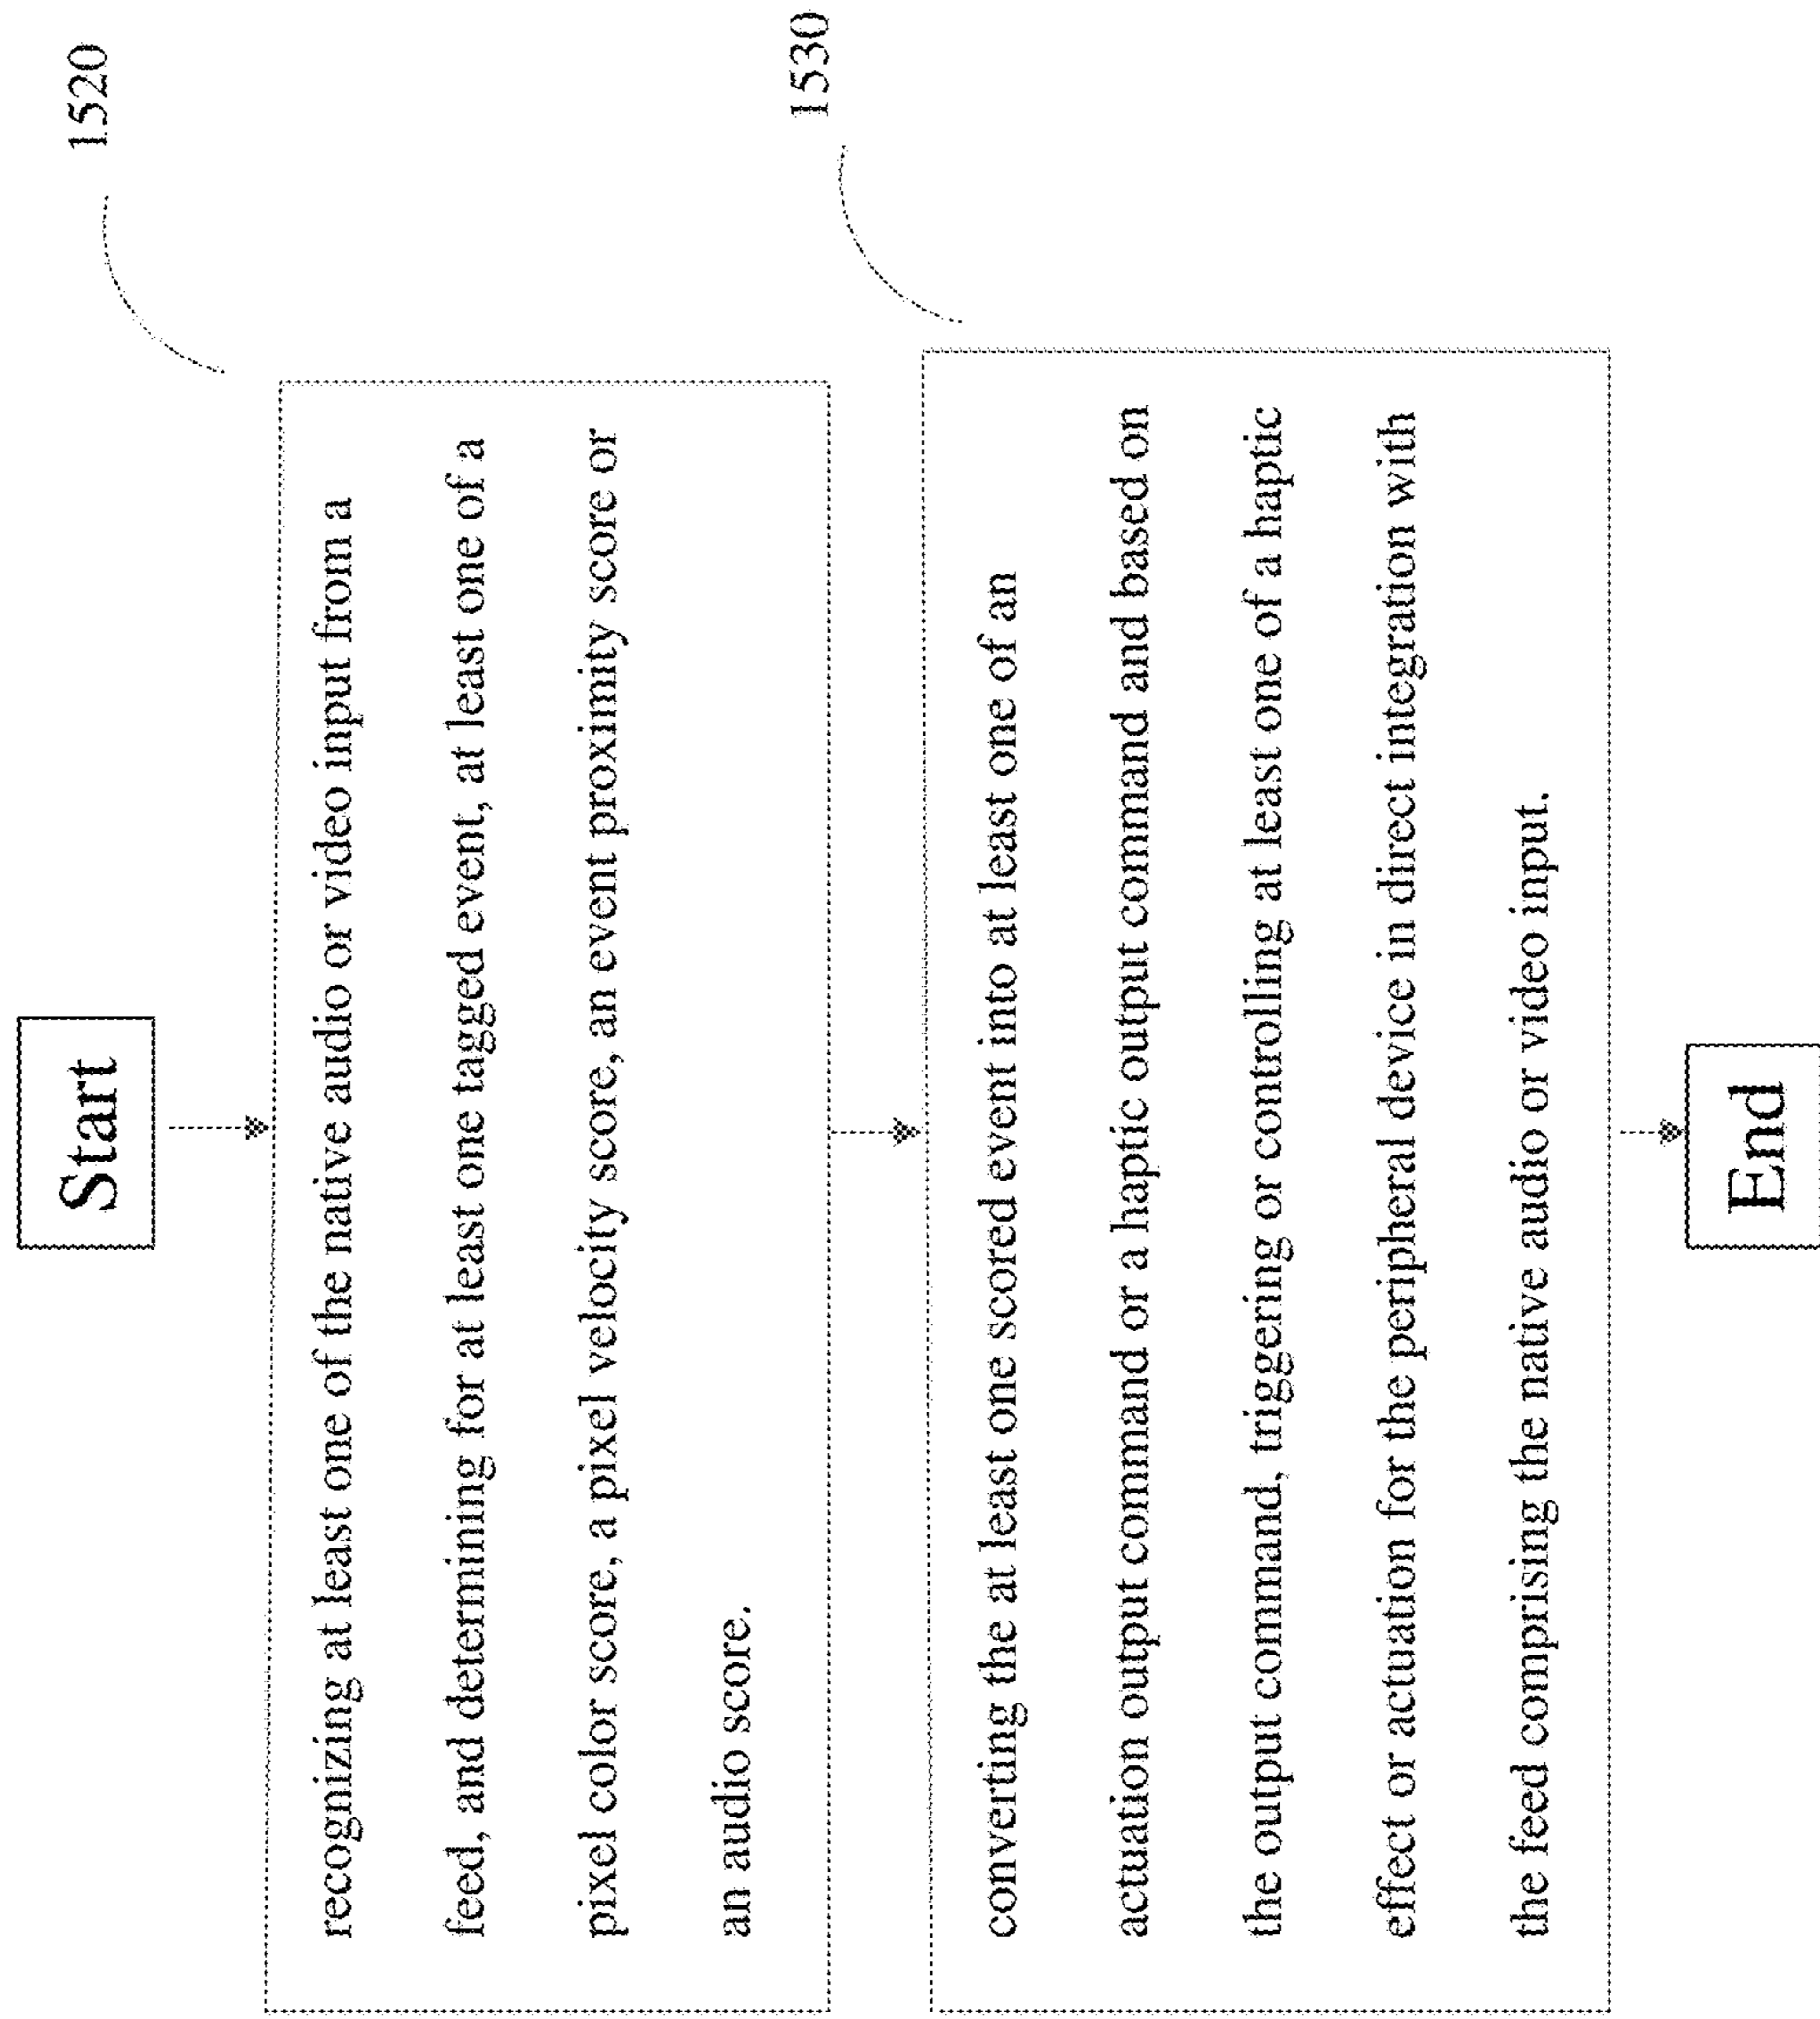 Start
1520
recognizing at least one of the native audio or video input from a
feed, and determining for at least one tagged event, at least one of a
pixel color score, a pixel velocity score, an event proximity score or
an audio score.
1530
converting the at least one scored event into at least one of an
actuation output command or a haptic output command and based on
the output command, triggering or controlling at least one of a haptic
effect or actuation for the peripheral device in direct integration with
the feed comprising the native audio or video input.
End